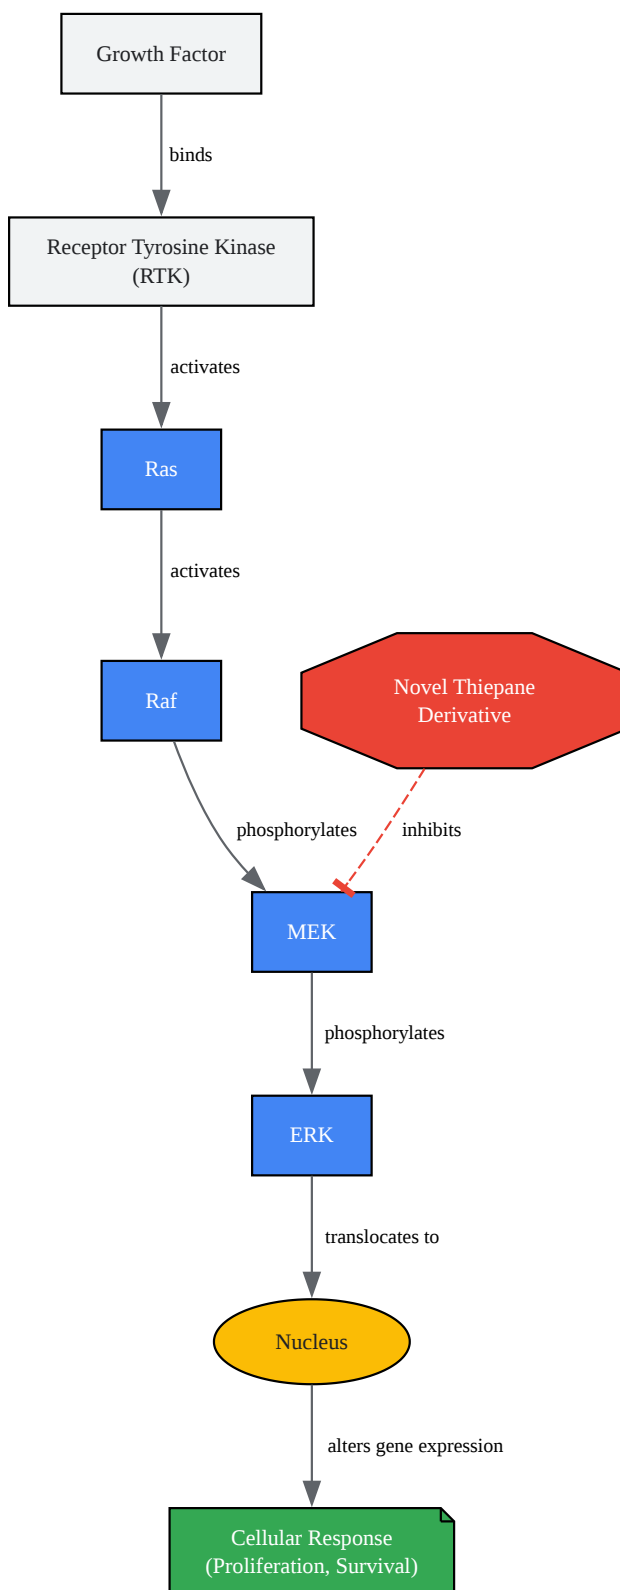 Growth Factor
binds
Receptor Tyrosine Kinase
(RTK)
activates
Ras
activates
Raf
Novel Thiepane
Derivative
phosphorylates
inhibits
MEK
phosphorylates
ERK
translocates to
Nucleus
alters gene expression
Cellular Response
(Proliferation, Survival)